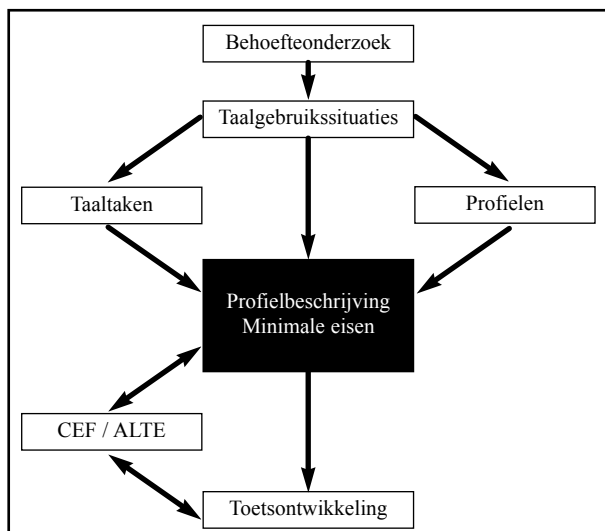 Behoefteonderzoek
Taalgebruikssituaties
Taaltaken
Profielen
Profielbeschrijving
Minimale eisen
CEF / ALTE
Toetsontwikkeling